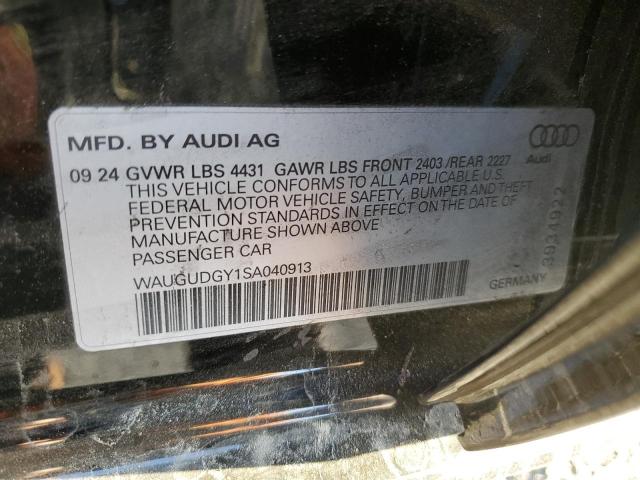 MFD. BY AUDI AG
09 24 GVWR LBS 4431 GAWR LBS FRONT 2403 /REAR 2227
THIS VEHICLE CONFORMS TO ALL APPLICABLE U.S.
FEDERAL MOTOR VEHICLE SAFETY, BUMPER AND THEFT
PREVENTION STANDARDS IN EFFECT ON THE DATE OF
MANUFACTURE SHOWN ABOVE
PASSENGER CAR
WAUGUDGY1SA040913
Audi
3934922
GERMANY